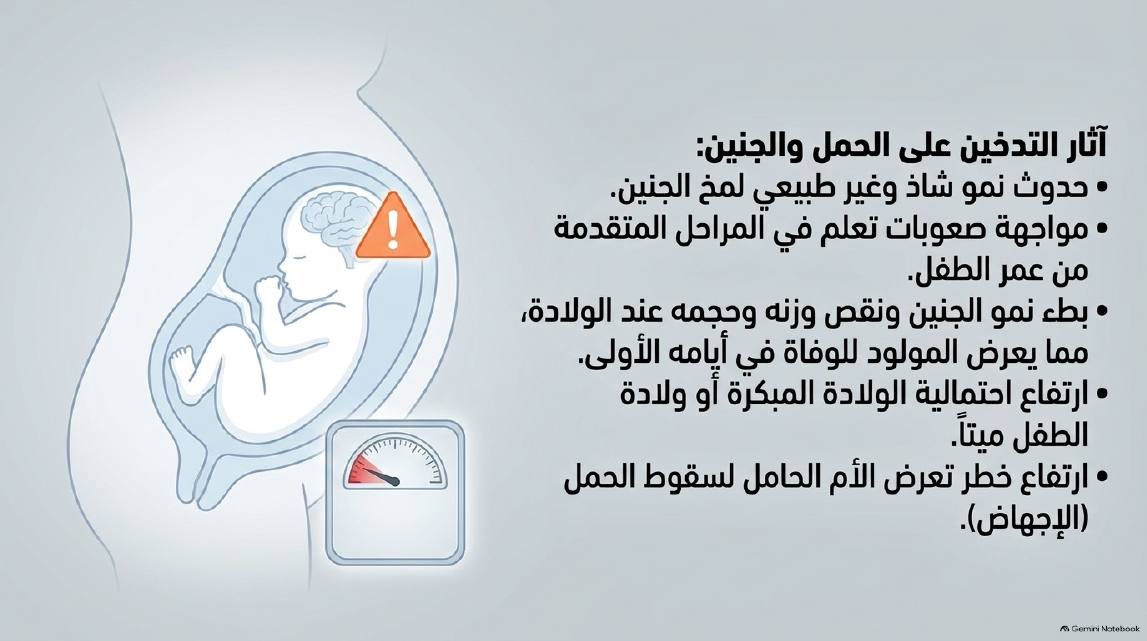 آثار التدخين على الحمل والجنين:
• حدوث نمو شاذ وغير طبيعي لمخ الجنين.
• مواجهة صعوبات تعلم في المراحل المتقدمة
من عمر الطفل.
• بطء نمو الجنين ونقص وزنه وحجمه عند الولادة،
مما يعرض المولود للوفاة في أيامه الأولى.
• ارتفاع احتمالية الولادة المبكرة أو ولادة
الطفل ميتاً.
• ارتفاع خطر تعرض الأم الحامل لسقوط الحمل
(الإجهاض).
Gemini Notebook